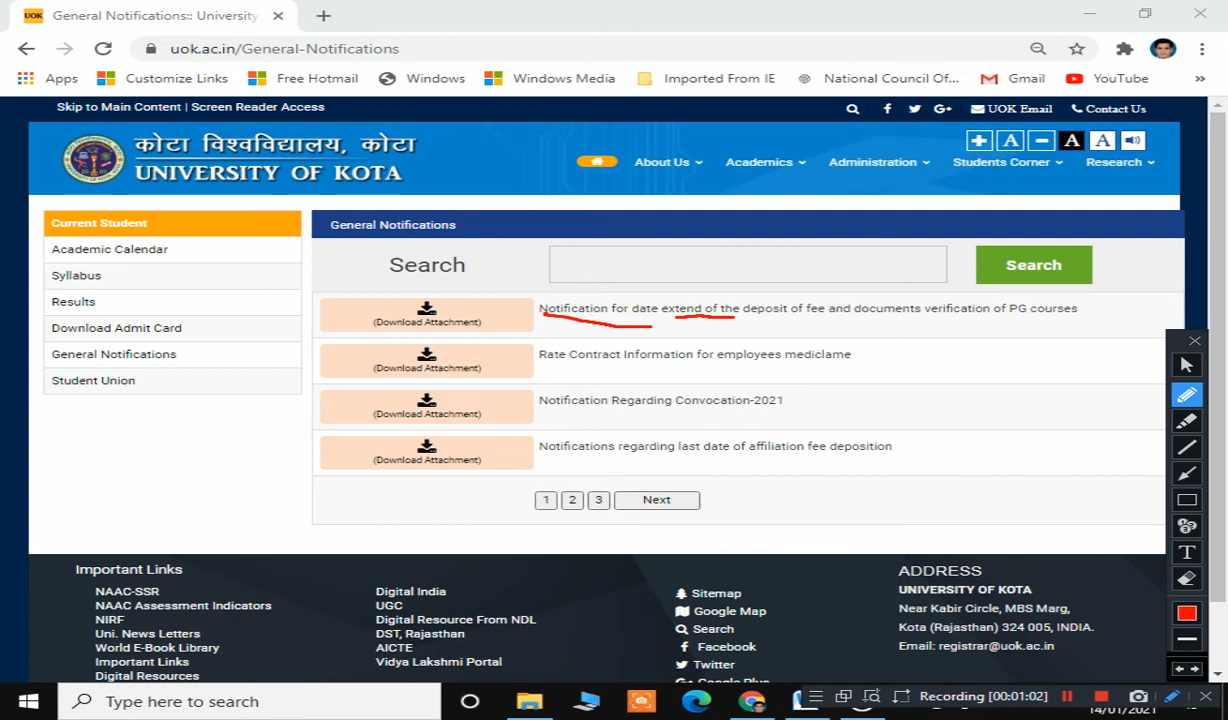 UOK General Notifications:: University
uok.ac.in/General-Notifications
Apps Customize Links Free Hotmail Windows Windows Media Imported From IE National Council Of... Gmail YouTube »
Skip to Main Content | Screen Reader Access
UOK Email Contact Us
कोटा विश्वविद्यालय, कोटा
UNIVERSITY OF KOTA
A A A
About Us Academics Administration Students Corner Research
Current Student
Academic Calendar
Syllabus
Results
Download Admit Card
General Notifications
Student Union
General Notifications
Search Search
(Download Attachment) Notification for date extend of the deposit of fee and documents verification of PG courses
(Download Attachment) Rate Contract Information for employees mediclame
(Download Attachment) Notification Regarding Convocation-2021
(Download Attachment) Notifications regarding last date of affiliation fee deposition
1 2 3 Next
Important Links
NAAC-SSR
NAAC Assessment Indicators
NIRF
Uni. News Letters
World E-Book Library
Important Links
Digital Resources
Digital India
UGC
Digital Resource From NDL
DST, Rajasthan
AICTE
Vidya Lakshmi Portal
Sitemap
Google Map
Search
Facebook
Twitter
Google Plus
ADDRESS
UNIVERSITY OF KOTA
Near Kabir Circle, MBS Marg,
Kota (Rajasthan) 324 005, INDIA.
Email: registrar@uok.ac.in
T
Type here to search
Recording [00:01:02]
14/01/2021